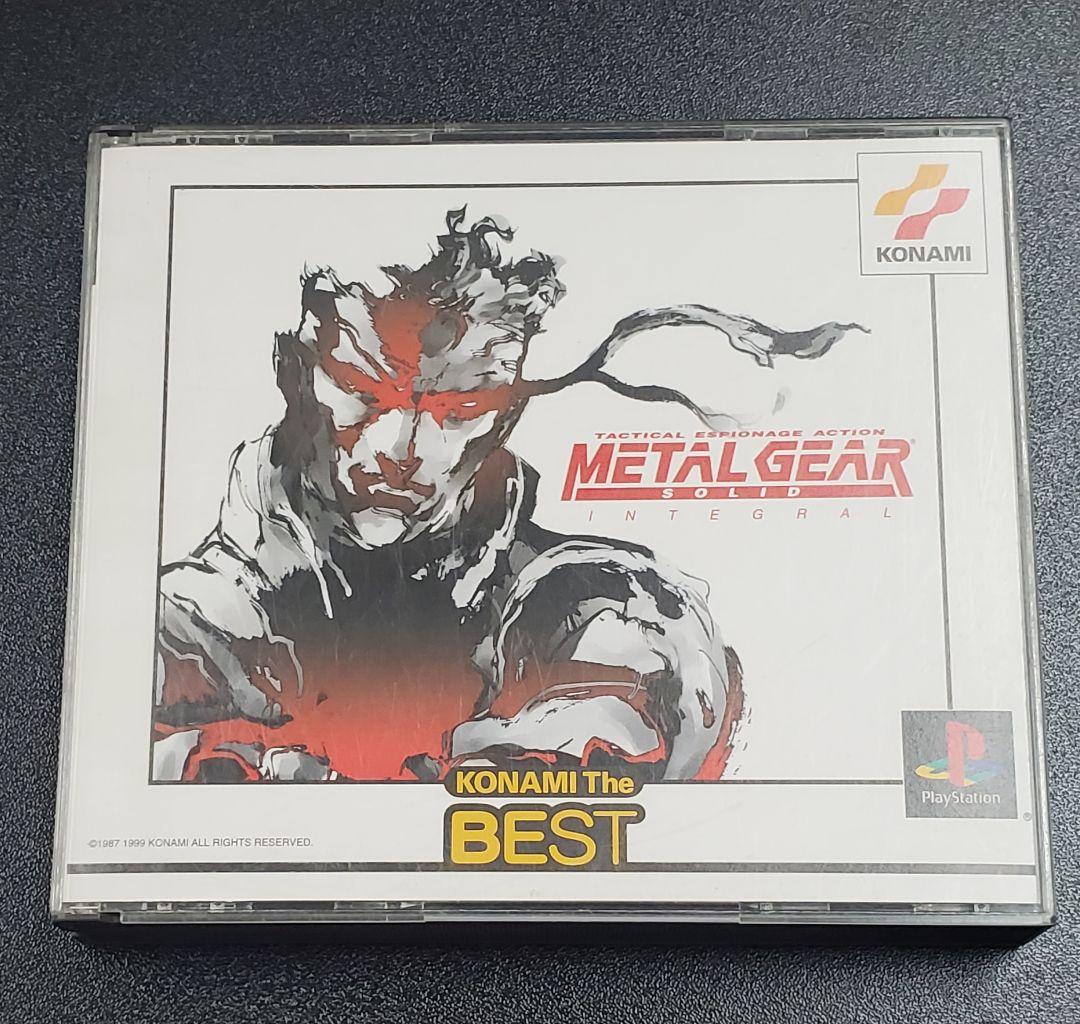 KONAMI
TACTICAL ESPIONAGE ACTION
METAL GEAR®
SOLID
INTEGRAL
PlayStation
®
KONAMI The
BEST
©1987 1999 KONAMI ALL RIGHTS RESERVED.